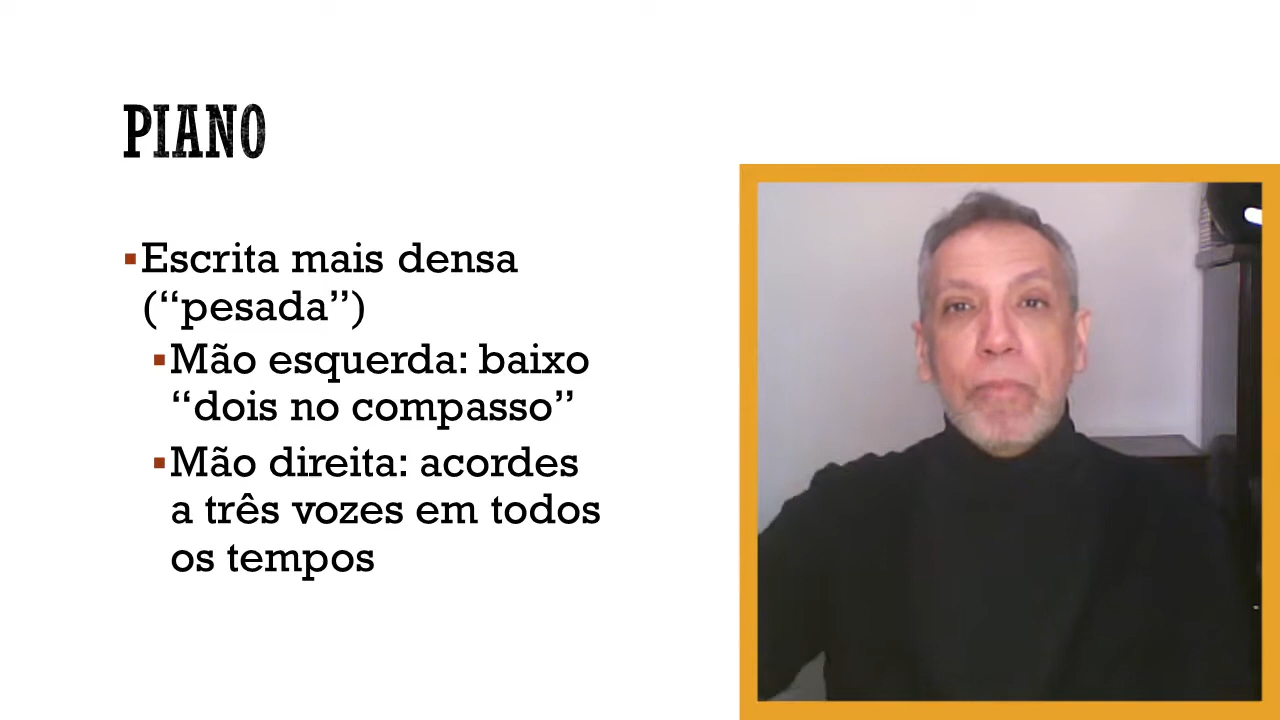 PIANO
Escrita mais densa
(“pesada”)
Mão esquerda: baixo
“dois no compasso”
Mão direita: acordes
a três vozes em todos
os tempos